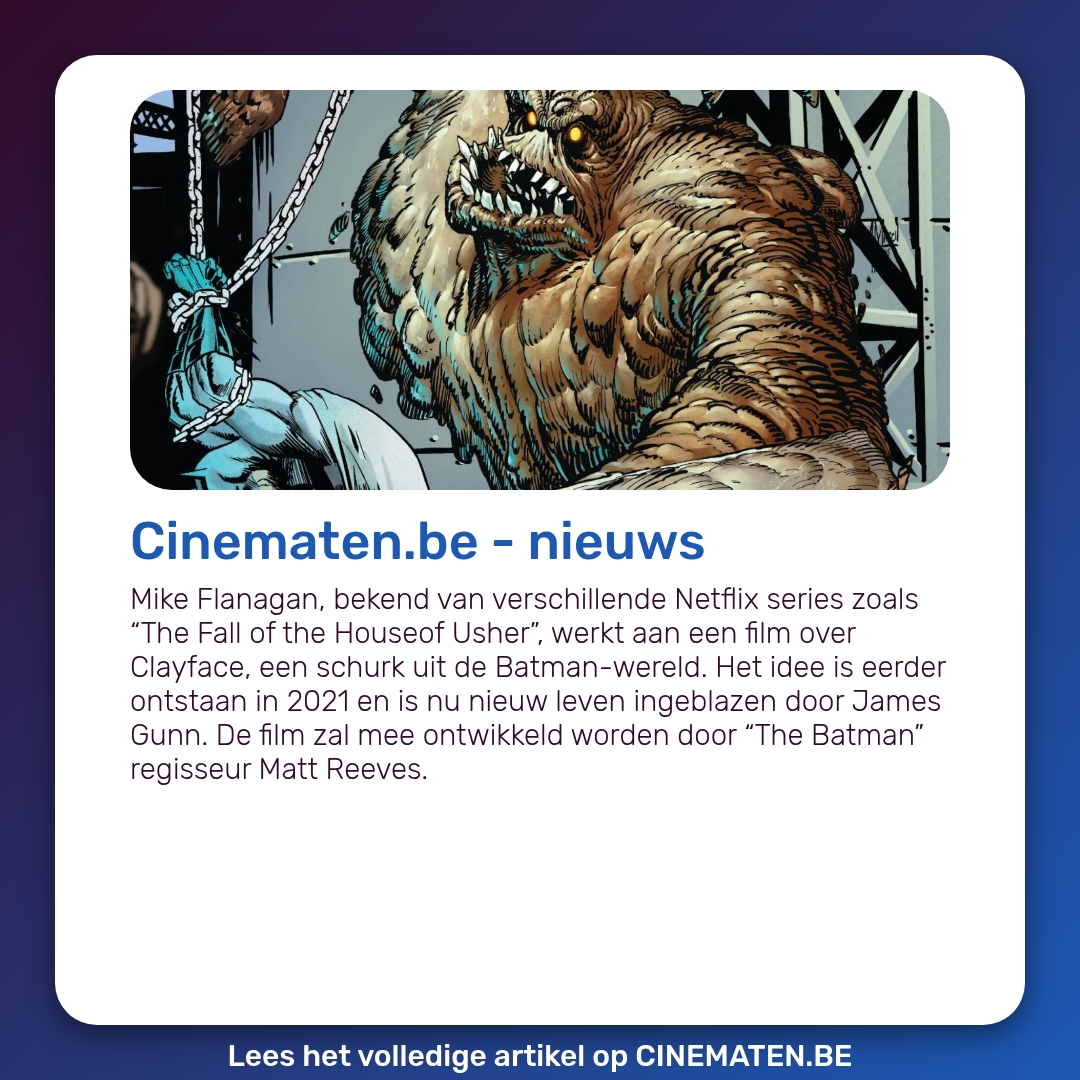 Cinematen.be - nieuws
Mike Flanagan, bekend van verschillende Netflix series zoals
“The Fall of the Houseof Usher”, werkt aan een film over
Clayface, een schurk uit de Batman-wereld. Het idee is eerder
ontstaan in 2021 en is nu nieuw leven ingeblazen door James
Gunn. De film zal mee ontwikkeld worden door “The Batman”
regisseur Matt Reeves.
Lees het volledige artikel op CINEMATEN.BE